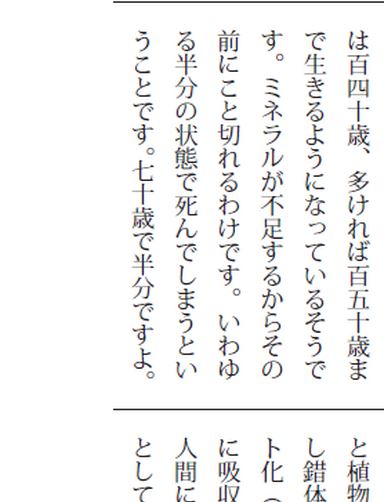 は百四十歳、多ければ百五十歳ま
で生きるようになっているそうで
す。ミネラルが不足するからその
前にこと切れるわけです。いわゆ
る半分の状態で死んでしまうとい
うことです。七十歳で半分ですよ。
と植物
し錯体
ト化（
に吸収
人間に
として